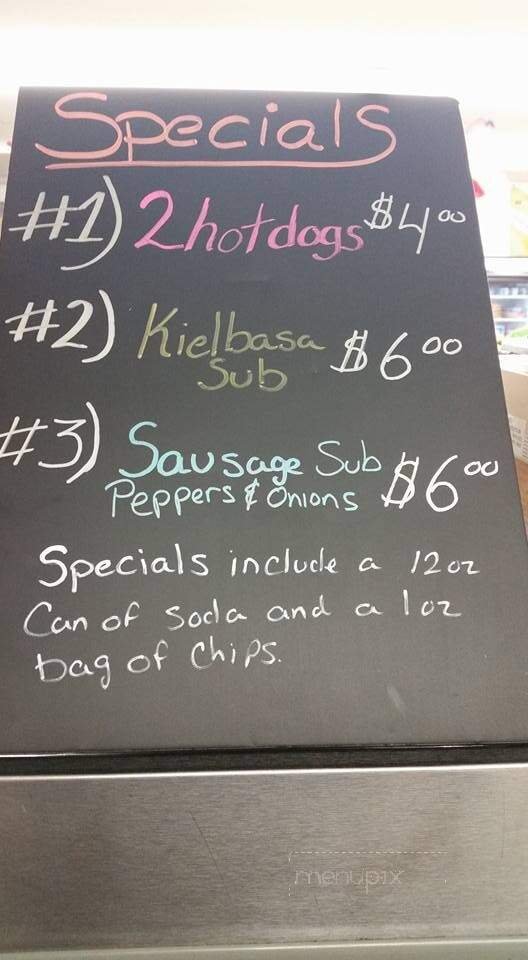 Specials
#1) 2 hotdogs $4.00
#2) Kielbasa $6.00
Sub
#3) Sausage Sub $6.00
Peppers & Onions
Specials include a 12oz
Can of soda and a 1oz
bag of Chips.
menupix